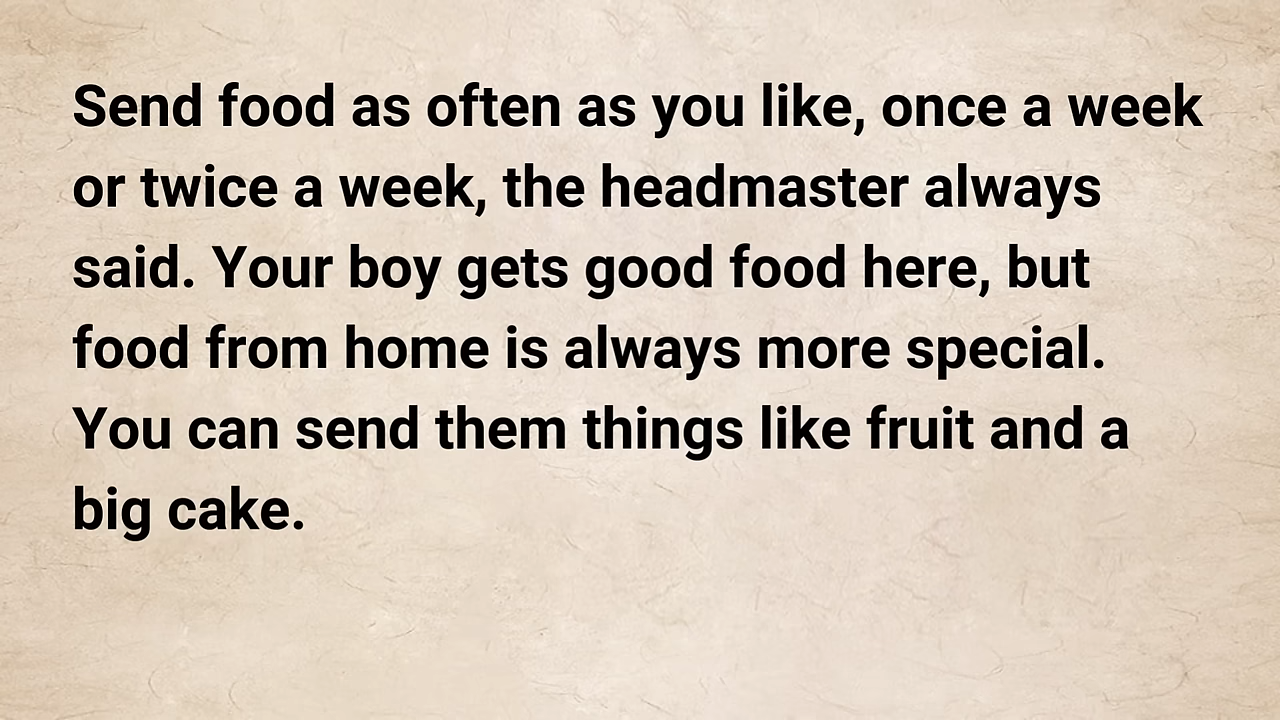 Send food as often as you like, once a week
or twice a week, the headmaster always
said. Your boy gets good food here, but
food from home is always more special.
You can send them things like fruit and a
big cake.